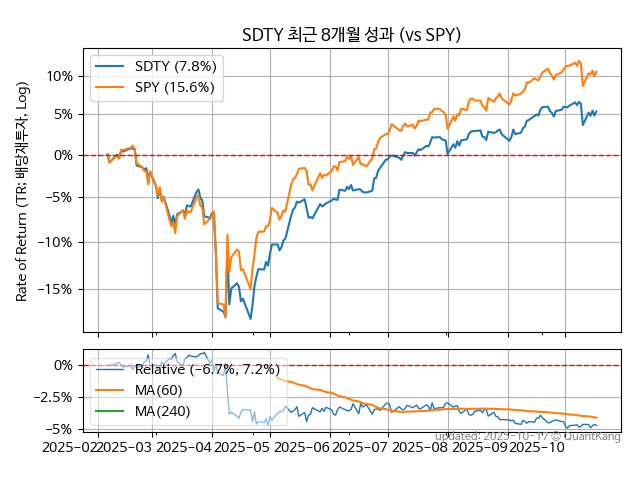 SDTY 최근 8개월 성과 (vs SPY)
Rate of Return (TR: 배당재투자, Log)
SDTY (7.8%)
SPY (15.6%)
10%
5%
0%
−5%
−10%
−15%
Relative (−6.7%, 7.2%)
MA(60)
MA(240)
0%
−2.5%
−5%
2025-02 2025-03 2025-04 2025-05 2025-06 2025-07 2025-08 2025-09 2025-10
updated: 2025-10-17 © QuantKang